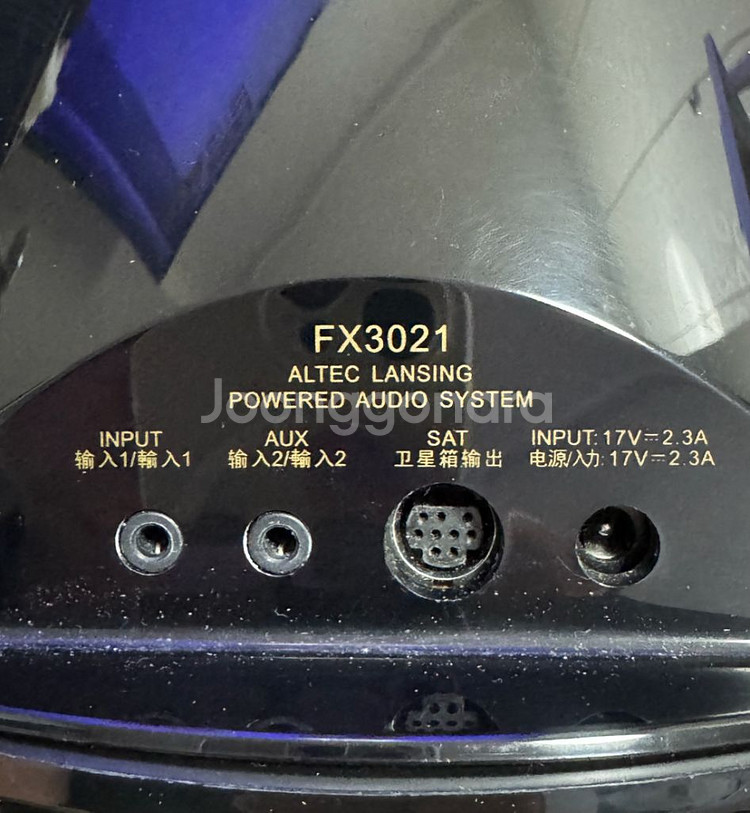 FX3021
ALTEC LANSING
POWERED AUDIO SYSTEM
Joonggonara
INPUT AUX SAT INPUT: 17V⎓2.3A
输入1/輸入1 输入2/輸入2 卫星箱输出 电源/入力: 17V⎓2.3A